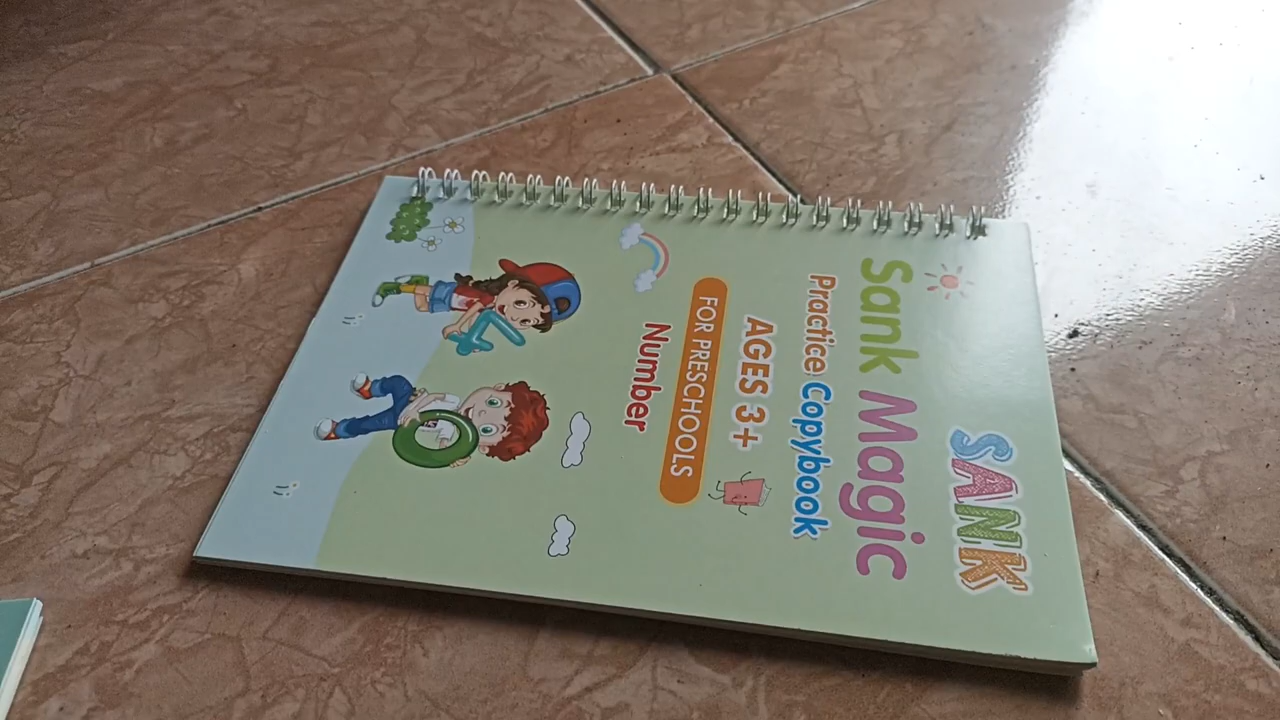 SANK
Sank Magic
Practice Copybook
AGES 3+
FOR PRESCHOOLS
Number